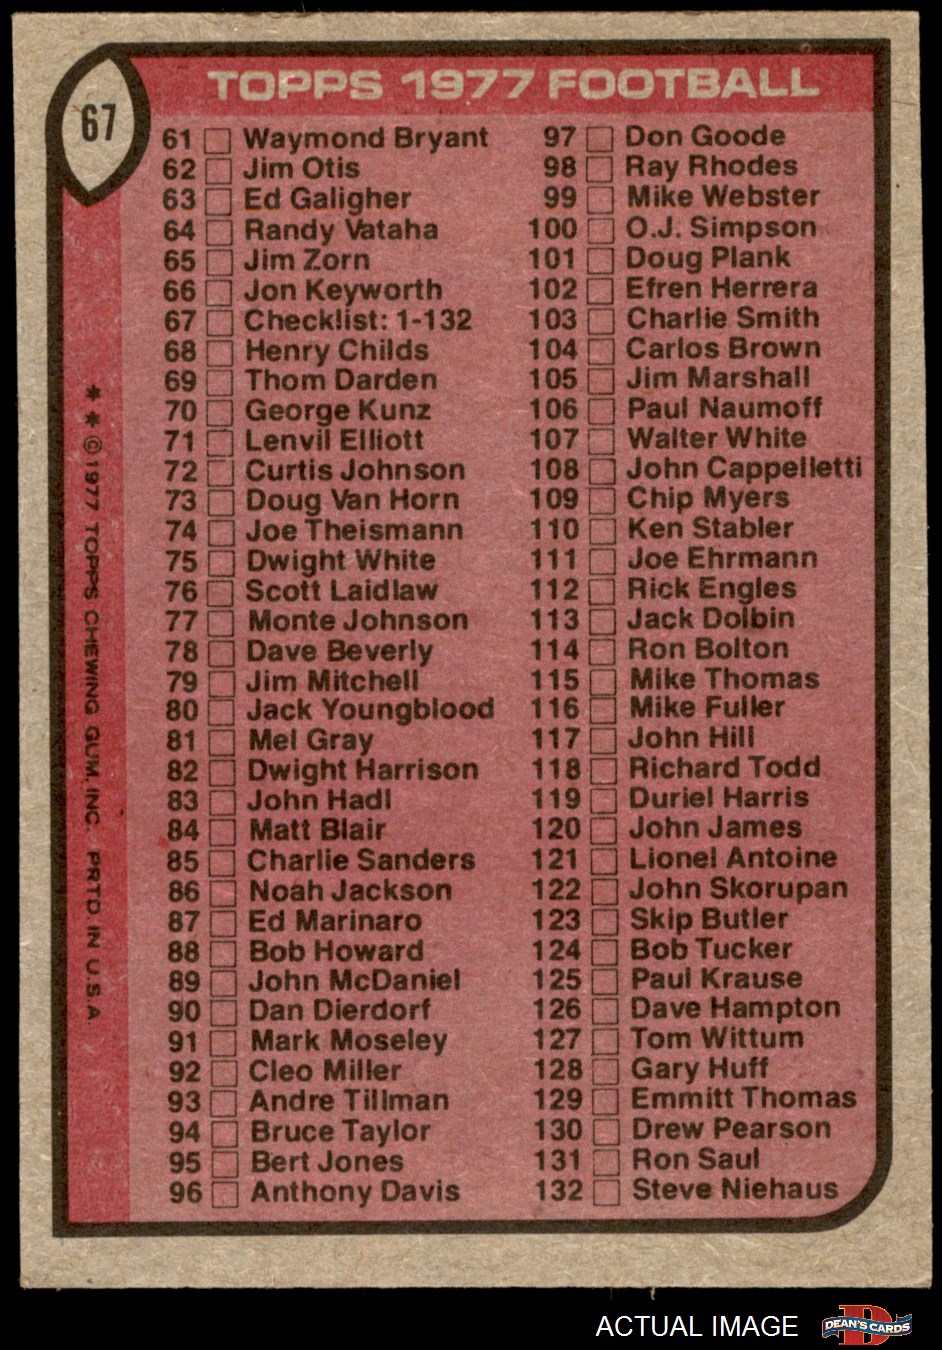 67
TOPPS 1977 FOOTBALL
61 Waymond Bryant
62 Jim Otis
63 Ed Galigher
64 Randy Vataha
65 Jim Zorn
66 Jon Keyworth
67 Checklist: 1-132
68 Henry Childs
69 Thom Darden
70 George Kunz
71 Lenvil Elliott
72 Curtis Johnson
73 Doug Van Horn
74 Joe Theismann
75 Dwight White
76 Scott Laidlaw
77 Monte Johnson
78 Dave Beverly
79 Jim Mitchell
80 Jack Youngblood
81 Mel Gray
82 Dwight Harrison
83 John Hadl
84 Matt Blair
85 Charlie Sanders
86 Noah Jackson
87 Ed Marinaro
88 Bob Howard
89 John McDaniel
90 Dan Dierdorf
91 Mark Moseley
92 Cleo Miller
93 Andre Tillman
94 Bruce Taylor
95 Bert Jones
96 Anthony Davis
97 Don Goode
98 Ray Rhodes
99 Mike Webster
100 O.J. Simpson
101 Doug Plank
102 Efren Herrera
103 Charlie Smith
104 Carlos Brown
105 Jim Marshall
106 Paul Naumoff
107 Walter White
108 John Cappelletti
109 Chip Myers
110 Ken Stabler
111 Joe Ehrmann
112 Rick Engles
113 Jack Dolbin
114 Ron Bolton
115 Mike Thomas
116 Mike Fuller
117 John Hill
118 Richard Todd
119 Duriel Harris
120 John James
121 Lionel Antoine
122 John Skorupan
123 Skip Butler
124 Bob Tucker
125 Paul Krause
126 Dave Hampton
127 Tom Wittum
128 Gary Huff
129 Emmitt Thomas
130 Drew Pearson
131 Ron Saul
132 Steve Niehaus
**©1977 TOPPS CHEWING GUM, INC. PRTD. IN U.S.A.
ACTUAL IMAGE
D DEAN'S CARDS